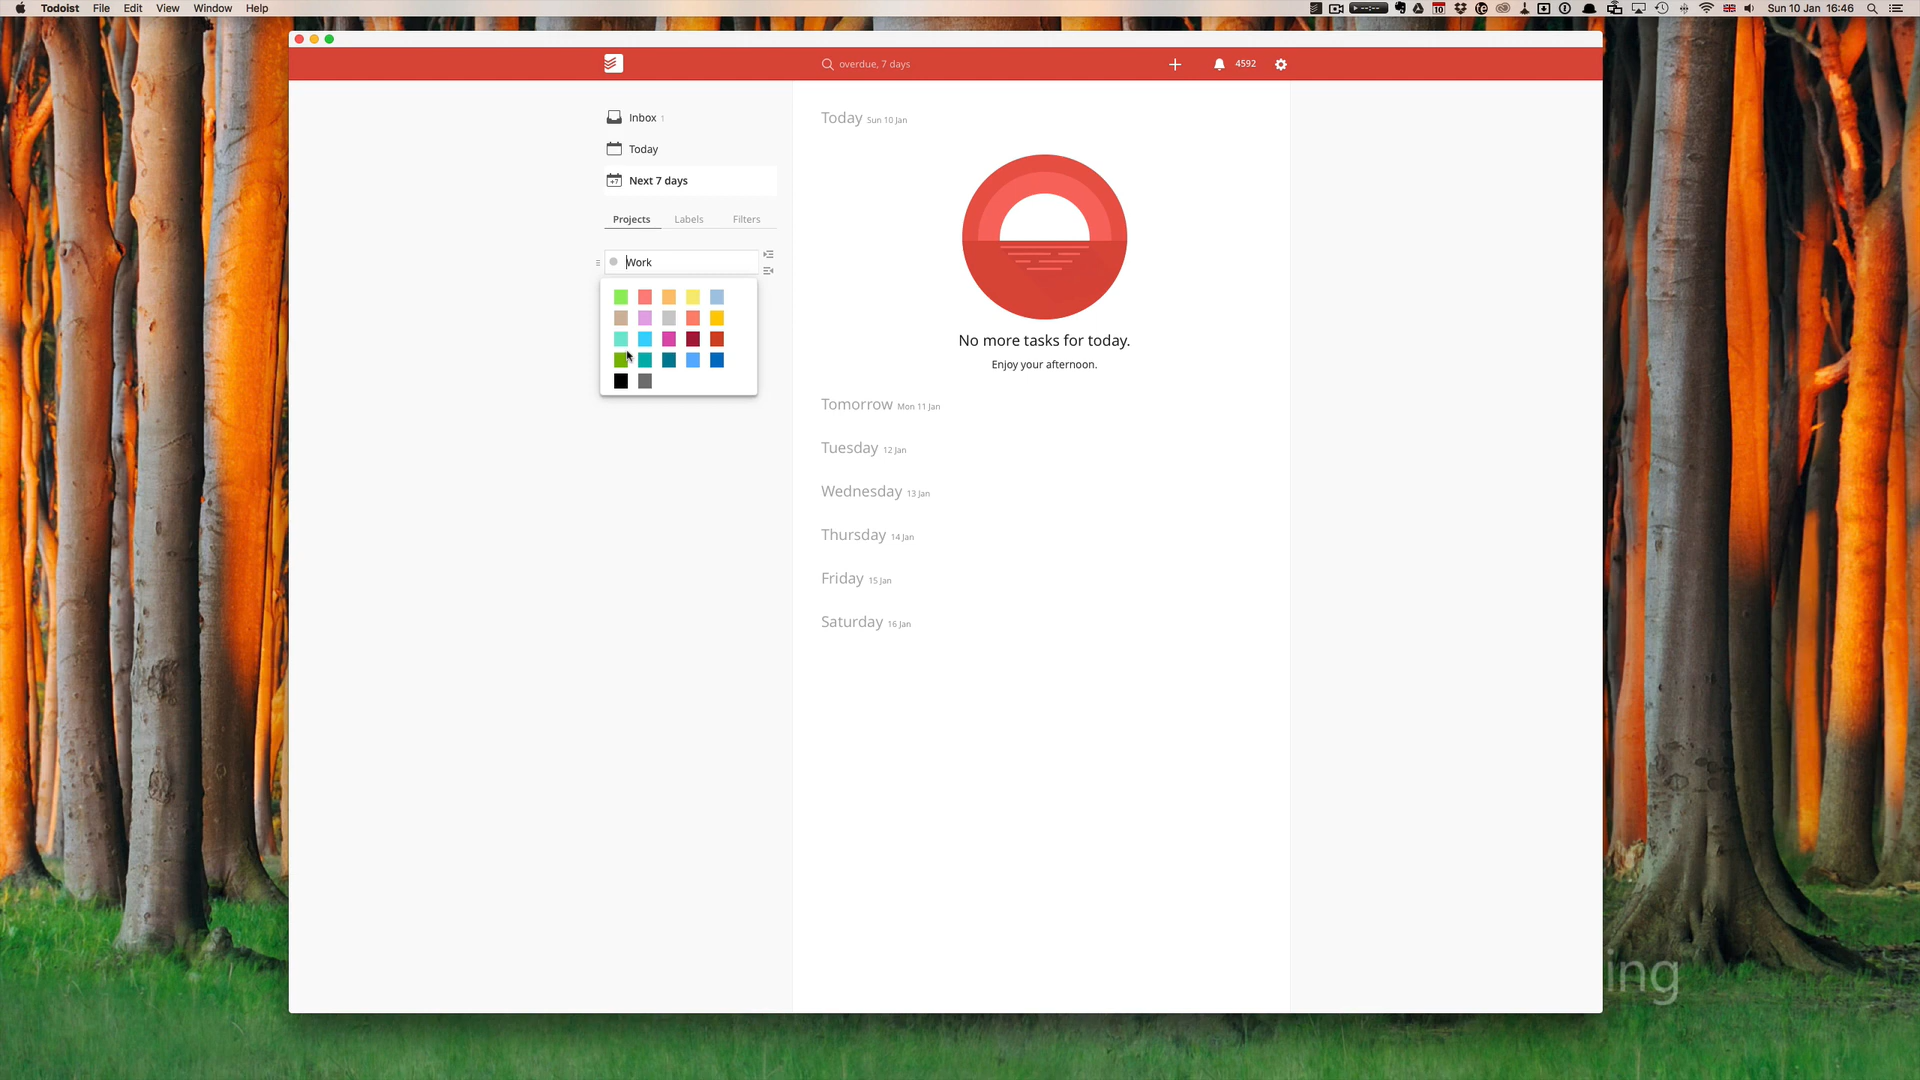 Todoist File Edit View Window Help
Sun 10 Jan 16:46
overdue, 7 days
4592
Inbox 1
Today
Next 7 days
Projects Labels Filters
Work
Today Sun 10 Jan
No more tasks for today.
Enjoy your afternoon.
Tomorrow Mon 11 Jan
Tuesday 12 Jan
Wednesday 13 Jan
Thursday 14 Jan
Friday 15 Jan
Saturday 16 Jan
ing